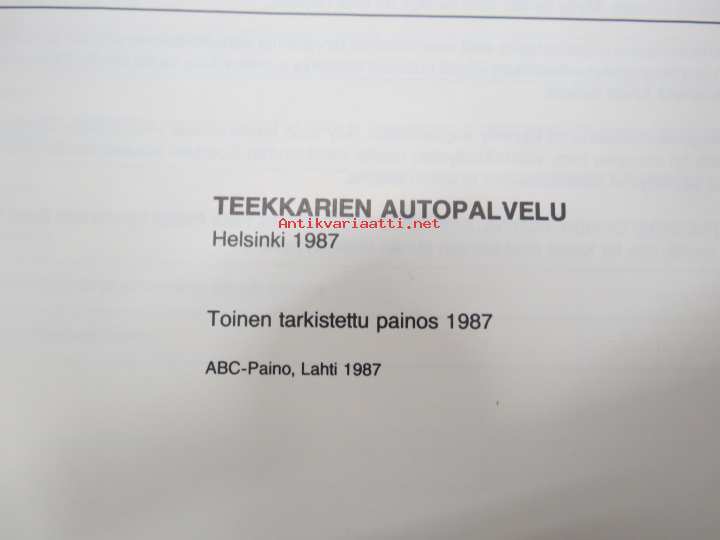 TEEKKARIEN AUTOPALVELU
Antikvariaatti.net
Helsinki 1987
Toinen tarkistettu painos 1987
ABC-Paino, Lahti 1987